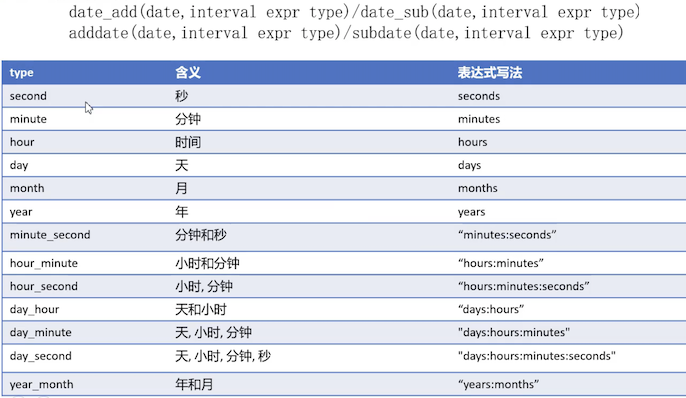 date_add(date,interval expr type)/date_sub(date,interval expr type)
adddate(date,interval expr type)/subdate(date,interval expr type)
type 含义 表达式写法
second 秒 seconds
minute 分钟 minutes
hour 时间 hours
day 天 days
month 月 months
year 年 years
minute_second 分钟和秒 “minutes:seconds”
hour_minute 小时和分钟 “hours:minutes”
hour_second 小时, 分钟 “hours:minutes:seconds”
day_hour 天和小时 “days:hours”
day_minute 天, 小时, 分钟 "days:hours:minutes"
day_second 天, 小时, 分钟, 秒 "days:hours:minutes:seconds"
year_month 年和月 “years:months”